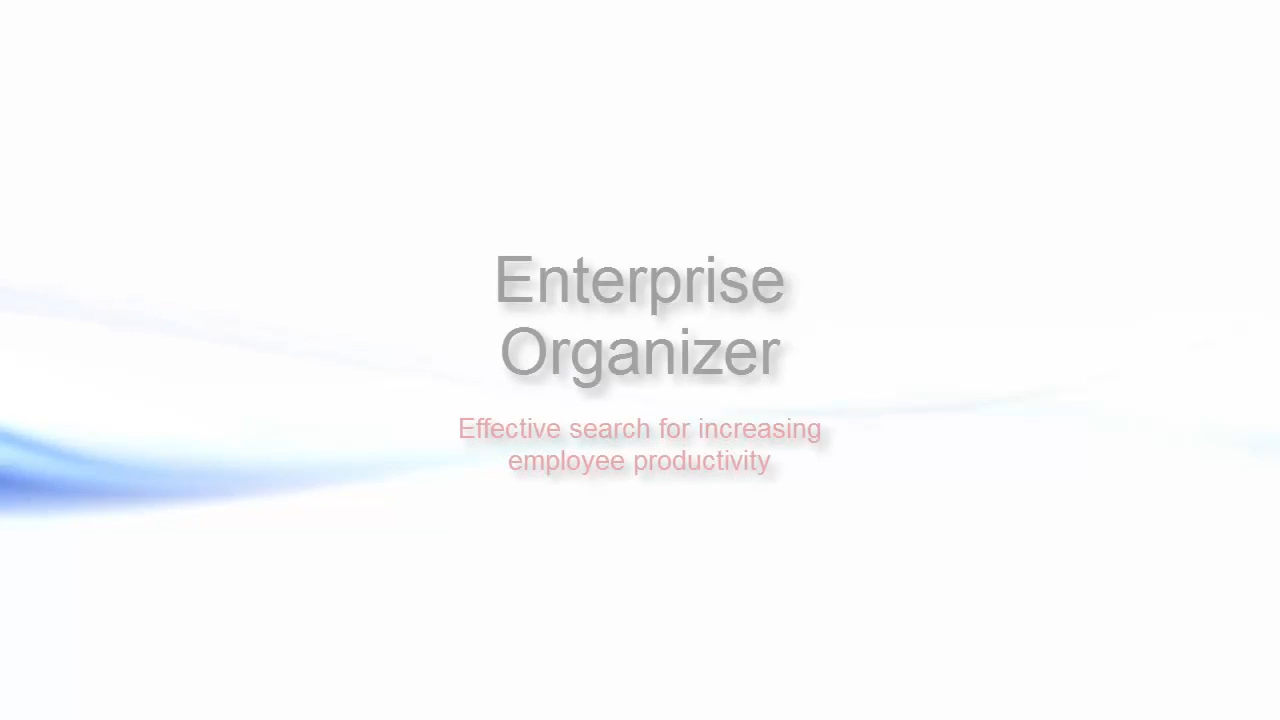 Enterprise
Organizer
Effective search for increasing
employee productivity